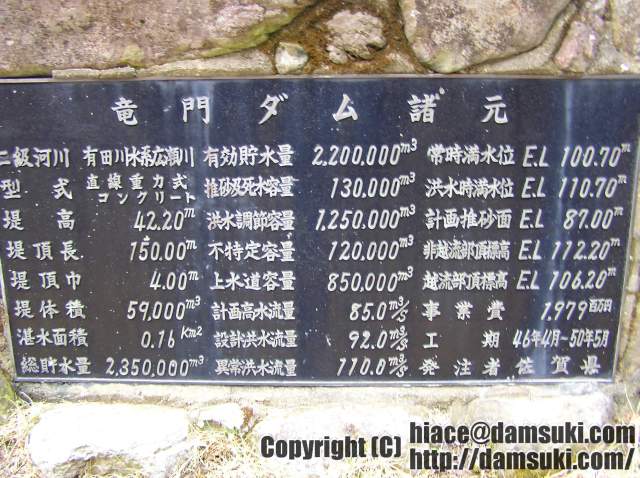 竜門ダム諸元
二級河川 有田川水系広瀬川 有効貯水量 2,200,000m³ 常時満水位 E.L 100.70m
型式 直線重力式コンクリート 推砂及死水容量 130,000m³ 洪水時満水位 E.L 110.70m
堤高 42.20m 洪水調節容量 1,250,000m³ 計画推砂面 E.L 87.00m
堤頂長 150.00m 不特定容量 120,000m³ 非越流部頂標高 E.L 112.20m
堤頂巾 4.00m 上水道容量 850,000m³ 越流部頂標高 E.L 106.20m
堤体積 59,000m³ 計画高水流量 85.0m³/s 事業費 1,979百万円
湛水面積 0.16Km² 設計洪水流量 92.0m³/s 工期 46年4月~50年5月
総貯水量 2,350,000m³ 異常洪水流量 110.0m³/s 発注者 佐賀県
Copyright (C) hiace@damsuki.com
http://damsuki.com/